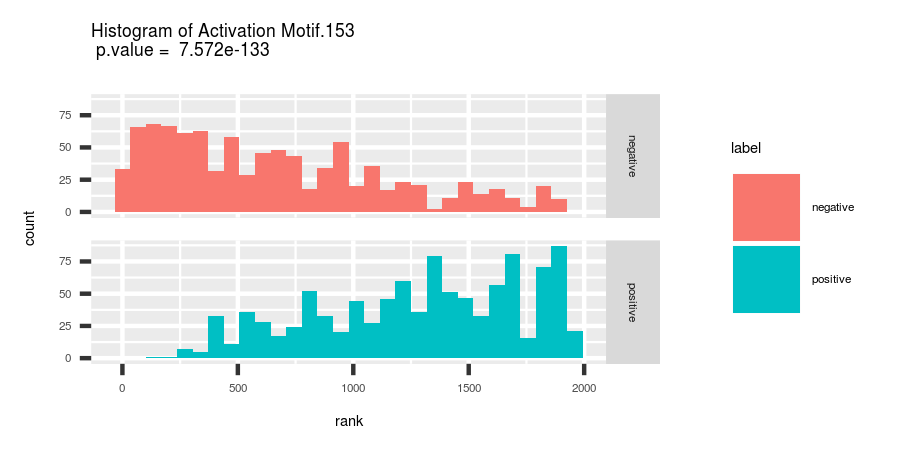 Histogram of Activation Motif.153
p.value = 7.572e-133
count
75
50
25
0
negative
75
50
25
0
positive
0 500 1000 1500 2000
rank
label
negative
positive